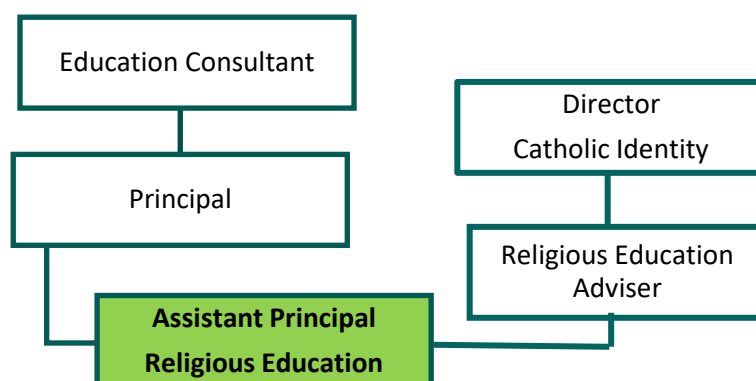 Education Consultant
Director
Catholic Identity
Principal
Religious Education
Adviser
Assistant Principal
Religious Education